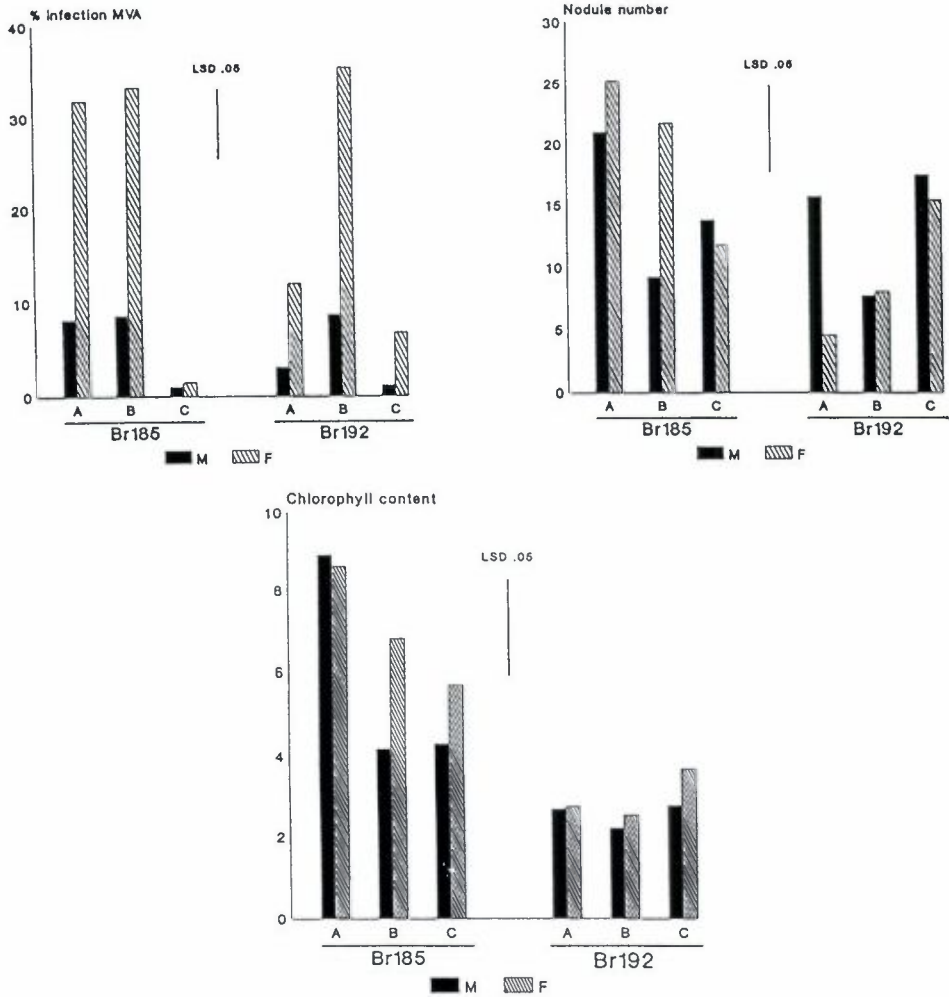 % Infection MVA
40
30
20
10
0
LSD .05
A B C A B C
Br185 Br192
M F
Nodule number
30
25
20
15
10
5
0
LSD .05
A B C A B C
Br185 Br192
M F
Chlorophyll content
10
8
6
4
2
0
LSD .05
A B C A B C
Br185 Br192
M F